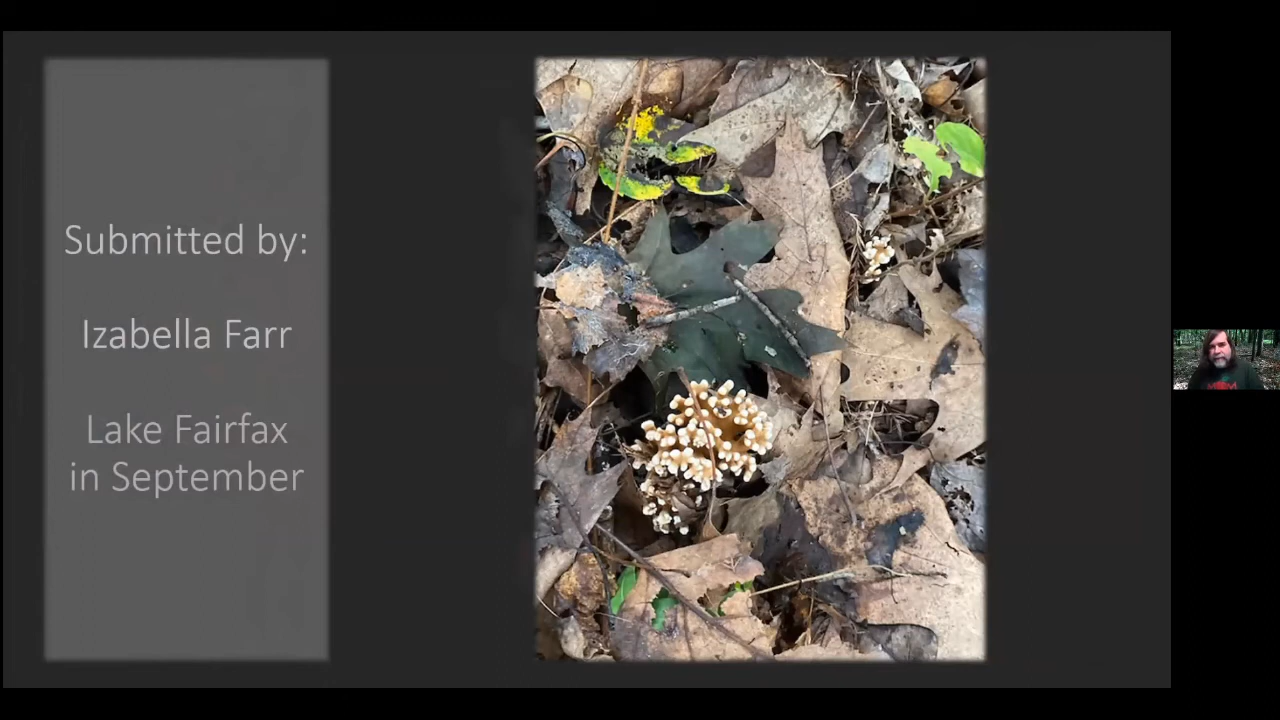 Submitted by:
Izabella Farr
Lake Fairfax
in September